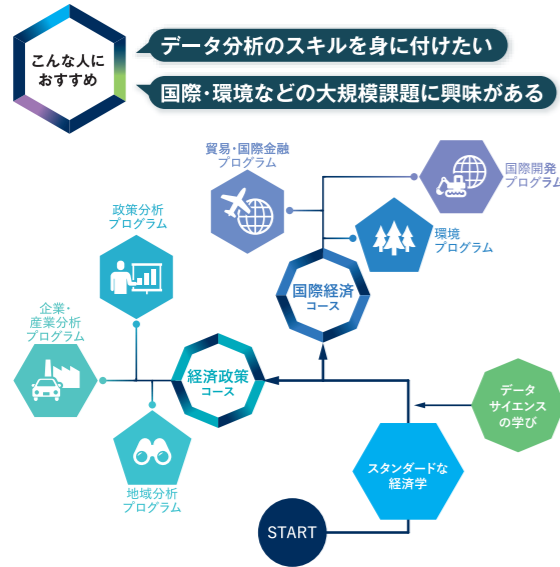 こんな人に
おすすめ
データ分析のスキルを身に付けたい
国際・環境などの大規模課題に興味がある
貿易・国際金融
プログラム
国際開発
プログラム
政策分析
プログラム
環境
プログラム
国際経済
コース
企業・
産業分析
プログラム
経済政策
コース
データ
サイエンス
の学び
地域分析
プログラム
スタンダードな
経済学
START